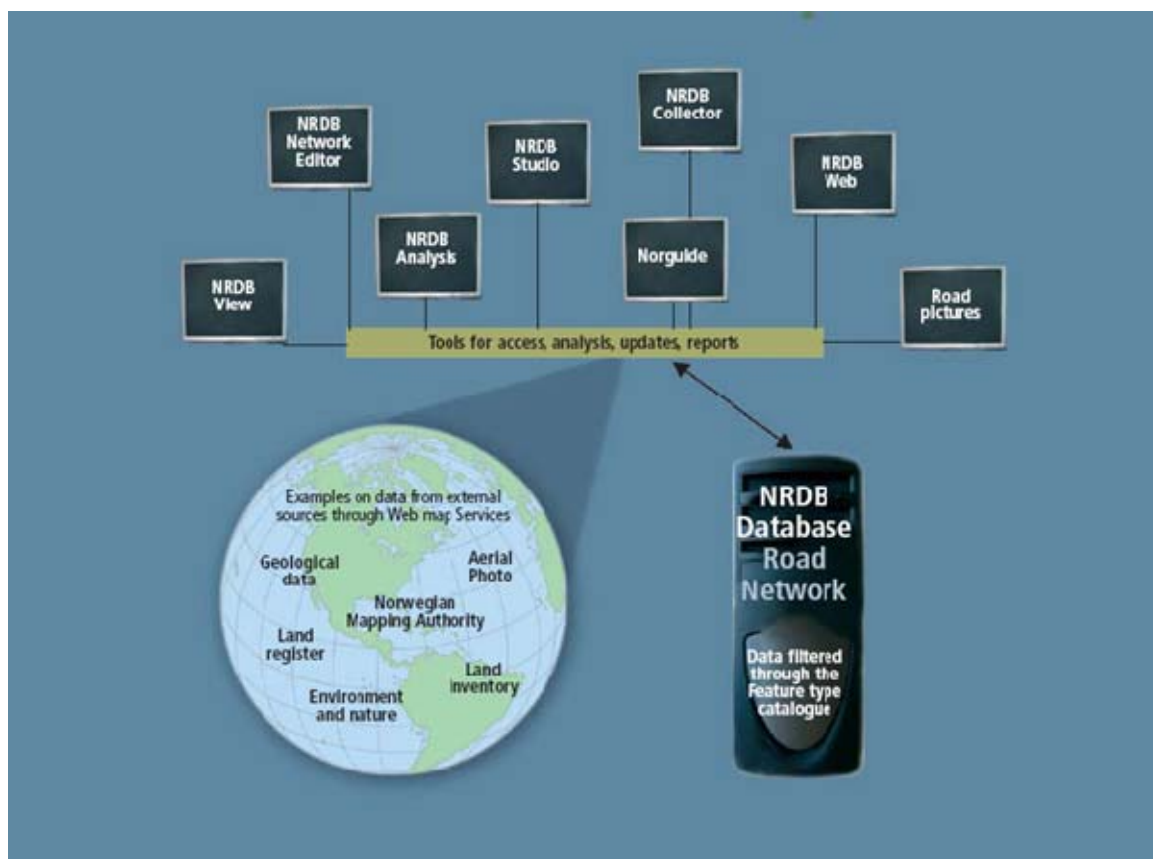 NRDB
Collector
NRDB
Network
Editor
NRDB
Studio
NRDB
Web
NRDB
Analysis
Norguide
NRDB
View
Road
pictures
Tools for access, analysis, updates, reports
Examples on data from external
sources through Web map Services
Geological
data
Aerial
Photo
Norwegian
Mapping Authority
Land
register
Land
inventory
Environment
and nature
NRDB
Database
Road
Network
Data filtered
through the
Feature type
catalogue